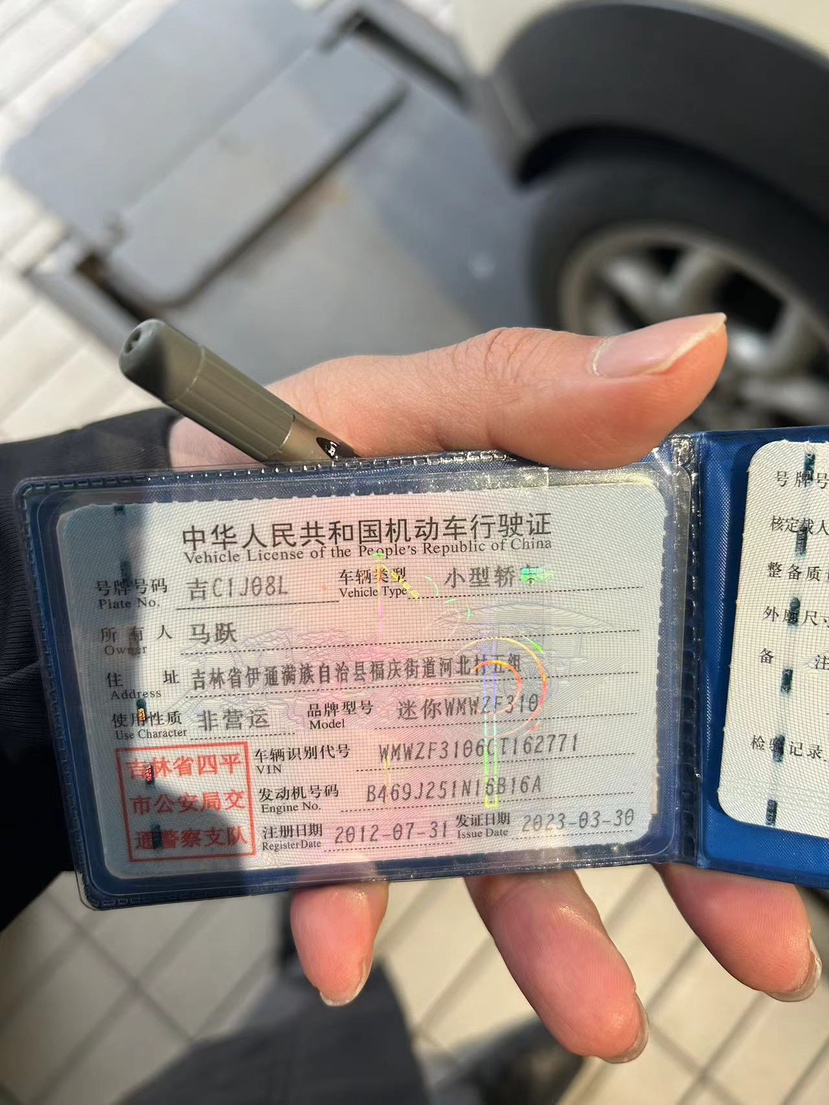 中华人民共和国机动车行驶证
Vehicle License of the People's Republic of China
号牌号码 吉C1J08L 车辆类型 小型轿车
Plate No. Vehicle Type
所有人 马跃
Owner
住址 吉林省伊通满族自治县福庆街道河北村五组
Address
使用性质 非营运 品牌型号 迷你WMWZF310
Use Character Model
吉林省四平
市公安局交
通警察支队
车辆识别代号 WMWZF3106CT162771
VIN
发动机号码 B469J251N16B16A
Engine No.
注册日期 2012-07-31 发证日期 2023-03-30
Register Date Issue Date
号牌号
核定载人
整备质
外廓尺寸
备 注
检验记录